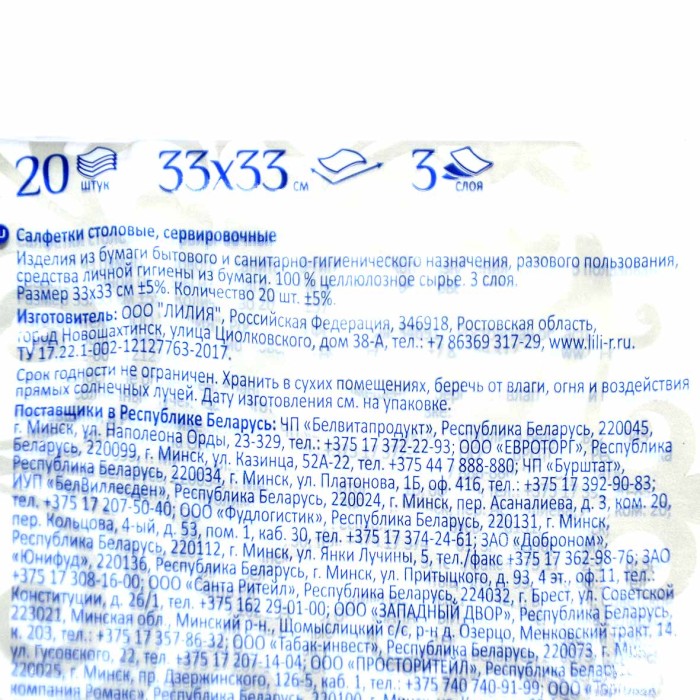 20 штук 33х33 см 3 слоя
RU Салфетки столовые, сервировочные
Изделия из бумаги бытового и санитарно-гигиенического назначения, разового пользования,
средства личной гигиены из бумаги. 100 % целлюлозное сырье. 3 слоя.
Размер 33х33 см ±5%. Количество 20 шт. ±5%.
Изготовитель: ООО "ЛИЛИЯ", Российская Федерация, 346918, Ростовская область,
город Новошахтинск, улица Циолковского, дом 38-А, тел.: +7 86369 317-29, www.lili-r.ru.
ТУ 17.22.1-002-12127763-2017.
Срок годности не ограничен. Хранить в сухих помещениях, беречь от влаги, огня и воздействия
прямых солнечных лучей. Дату изготовления см. на упаковке.
Поставщики в Республике Беларусь: ЧП «Белвитапродукт», Республика Беларусь, 220045,
г. Минск, ул. Наполеона Орды, 23-329, тел.: +375 17 372-22-93; ООО «ЕВРОТОРГ», Республика
Беларусь, 220099, г. Минск, ул. Казинца, 52А-22, тел. +375 44 7 888-880; ЧП «Бурштат»,
Республика Беларусь, 220034, г. Минск, ул. Платонова, 1Б, оф. 416, тел.: +375 17 392-90-83;
ИУП «БелВиллесден», Республика Беларусь, 220024, г. Минск, пер. Асаналиева, д. 3, ком. 20,
тел. +375 17 207-50-40; ООО «Фудлогистик», Республика Беларусь, 220131, г. Минск,
пер. Кольцова, 4-ый, д. 53, пом. 1, каб. 30, тел. +375 17 374-24-61; ЗАО «Доброном»,
Республика Беларусь, 220112, г. Минск, ул. Янки Лучины, 5, тел./факс +375 17 362-98-76; ЗАО
«Юнифуд», 220136, Республика Беларусь, г. Минск, ул. Притыцкого, д. 93, 4 эт., оф.11, тел.:
+375 17 308-16-00; ООО «Санта Ритейл», Республика Беларусь, 224032, г. Брест, ул. Советской
Конституции, д. 26/1, тел. +375 162 29-01-00; ООО «ЗАПАДНЫЙ ДВОР», Республика Беларусь,
223021, Минская обл., Минский р-н., Щомыслицкий с/с, р-н д. Озерцо, Менковский тракт, 14.
к. 203, тел.: +375 17 357-86-32; ООО «Табак-инвест», Республика Беларусь, 220073, г. Минск,
ул. Гусовского, 22, тел. +375 17 207-14-04; ООО «ПРОСТОРИТЕЙЛ», Республика
220025, г. Минск, пр. Дзержинского, 126-5, каб. 1, тел. +375 740 740-91-99; ООО
компания Ромакс», Республика Беларусь, 220100, г. Минск